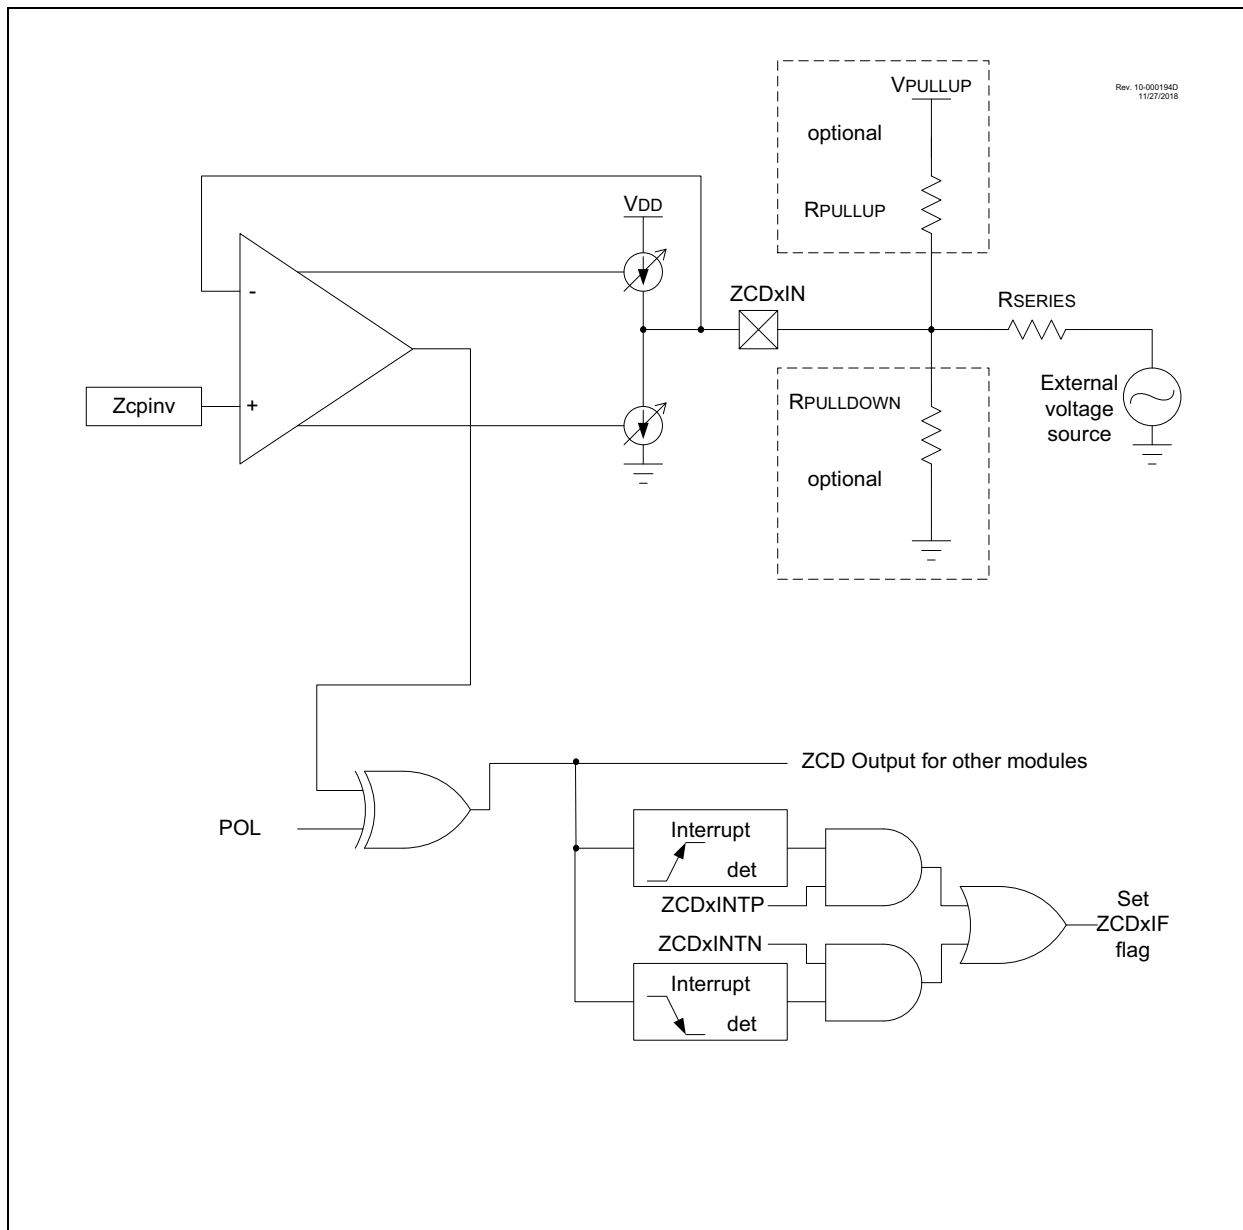 VPULLUP
Rev. 10-000194D
11/27/2018
optional
VDD
RPULLUP
-
ZCDxIN
RSERIES
Zcpinv
+
RPULLDOWN
External
voltage
source
optional
ZCD Output for other modules
POL
Interrupt
det
ZCDxINTP
Set
ZCDxIF
flag
ZCDxINTN
Interrupt
det